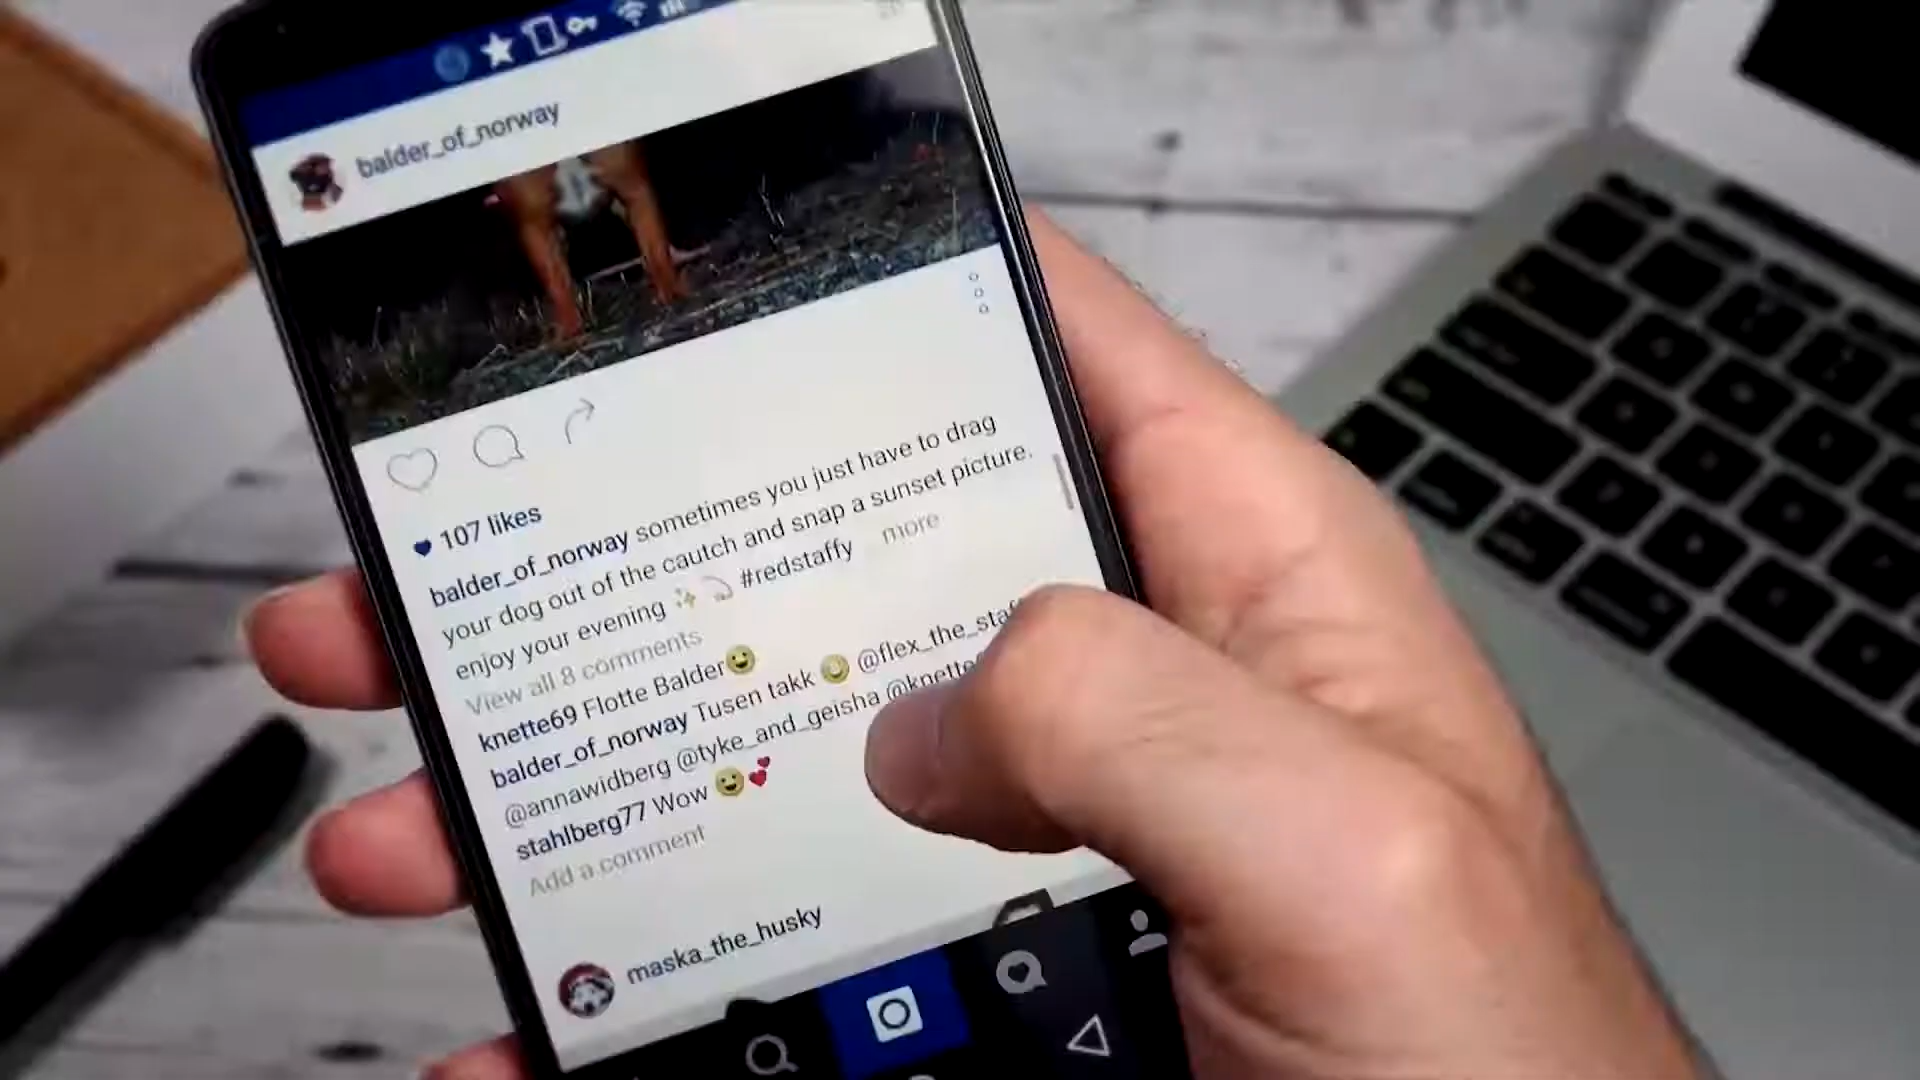 balder_of_norway
107 likes
balder_of_norway sometimes you just have to drag
your dog out of the cautch and snap a sunset picture.
enjoy your evening ✨ #redstaffy more
View all 8 comments
knette69 Flotte Balder😃
balder_of_norway Tusen takk 😊 @flex_the_staf
@annawidberg @tyke_and_geisha @knette
stahlberg77 Wow 😃💕
Add a comment
maska_the_husky